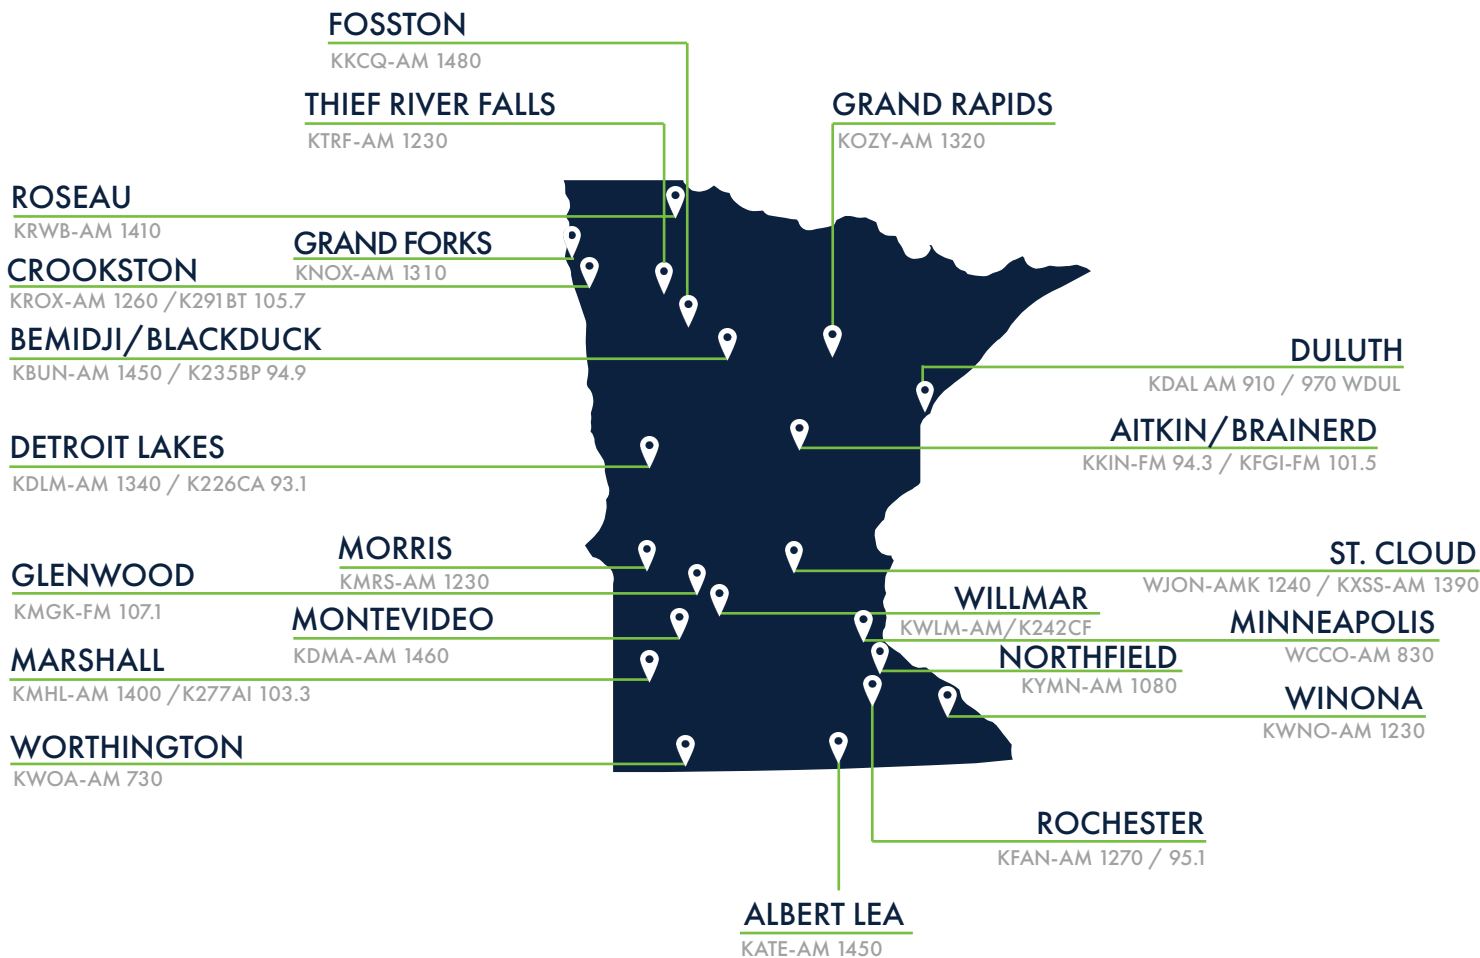 FOSSTON
KKCQ-AM 1480
THIEF RIVER FALLS
KTRF-AM 1230
GRAND RAPIDS
KOZY-AM 1320
ROSEAU
KRWB-AM 1410
GRAND FORKS
KNOX-AM 1310
CROOKSTON
KROX-AM 1260 / K291BT 105.7
BEMIDJI/BLACKDUCK
KBUN-AM 1450 / K235BP 94.9
DULUTH
KDAL AM 910 / 970 WDUL
AITKIN/BRAINERD
KKIN-FM 94.3 / KFGI-FM 101.5
DETROIT LAKES
KDLM-AM 1340 / K226CA 93.1
MORRIS
KMRS-AM 1230
ST. CLOUD
WJON-AMK 1240 / KXSS-AM 1390
GLENWOOD
KMGK-FM 107.1
WILLMAR
KWLM-AM/K242CF
MONTEVIDEO
KDMA-AM 1460
MINNEAPOLIS
WCCO-AM 830
MARSHALL
KMHL-AM 1400 / K277AI 103.3
NORTHFIELD
KYMN-AM 1080
WINONA
KWNO-AM 1230
WORTHINGTON
KWOA-AM 730
ROCHESTER
KFAN-AM 1270 / 95.1
ALBERT LEA
KATE-AM 1450